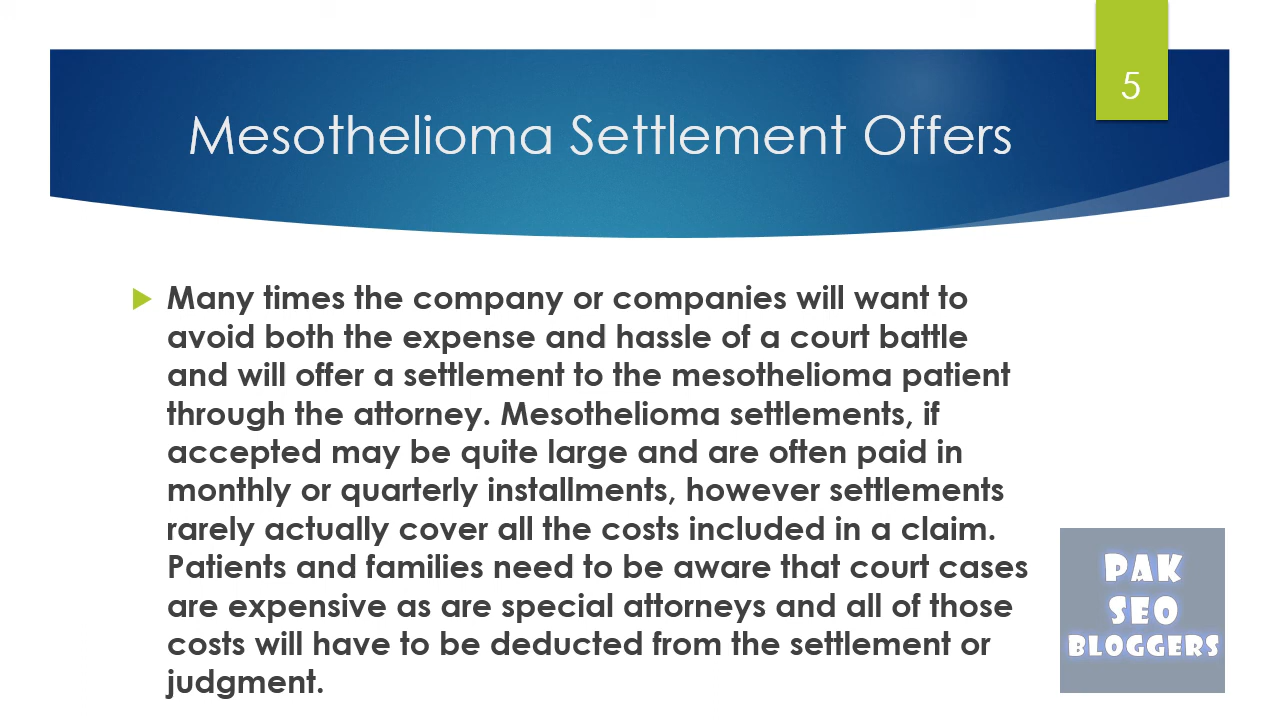 5
Mesothelioma Settlement Offers
Many times the company or companies will want to
avoid both the expense and hassle of a court battle
and will offer a settlement to the mesothelioma patient
through the attorney. Mesothelioma settlements, if
accepted may be quite large and are often paid in
monthly or quarterly installments, however settlements
rarely actually cover all the costs included in a claim.
Patients and families need to be aware that court cases
are expensive as are special attorneys and all of those
costs will have to be deducted from the settlement or
judgment.
PAK
SEO
BLOGGERS